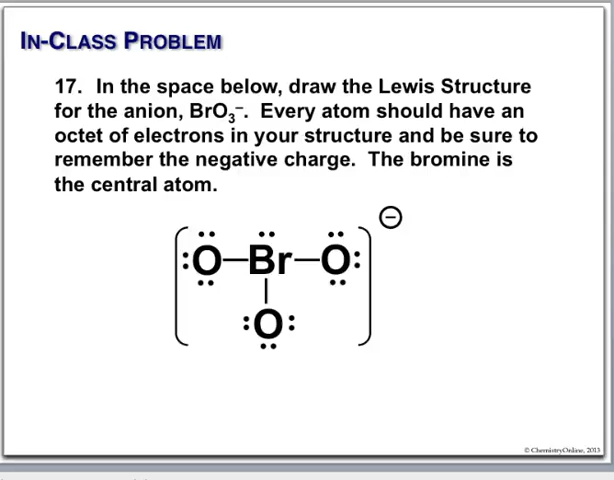 IN-CLASS PROBLEM
17. In the space below, draw the Lewis Structure
for the anion, BrO₃⁻. Every atom should have an
octet of electrons in your structure and be sure to
remember the negative charge. The bromine is
the central atom.
⊖
:O—Br—O:
:O:
© ChemistryOnline, 2013